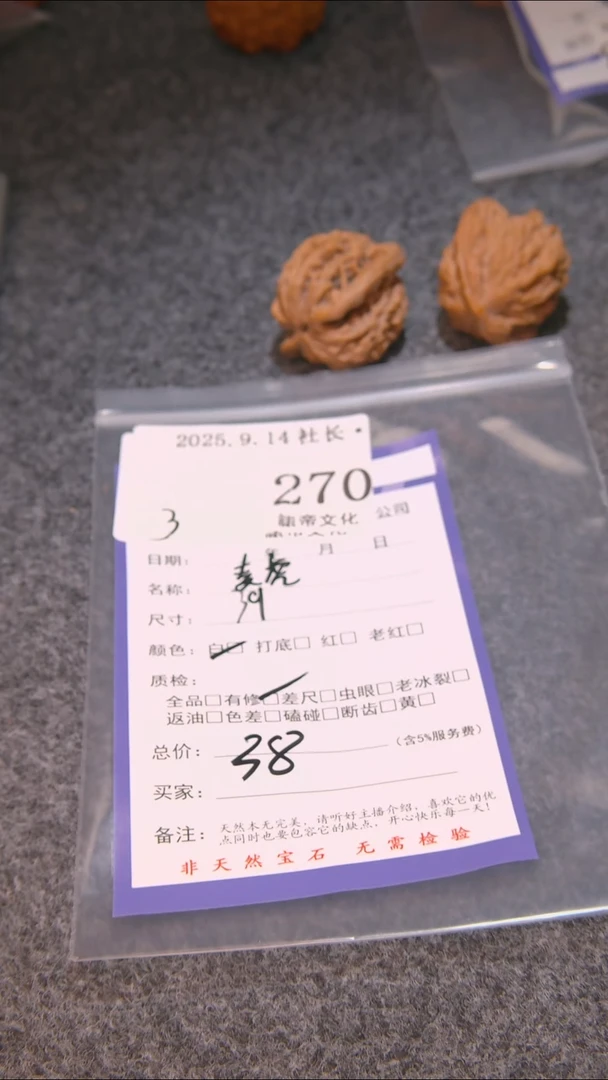 2025.9.14 社长
270
3
帝文化 公司
日期: 年 月 日
名称:
尺寸: 39
颜色: 白□ 打底□ 红□ 老红□
质检:
全品□有修□差尺□虫眼□老冰裂□
返油□色差□磕碰□断齿□黄□
总价: 38 (含5%服务费)
买家:
备注: 天然木无完美，请听好主播介绍，喜欢它的优
点同时也要包容它的缺点，开心快乐每一天!
非天然宝石 无需检验